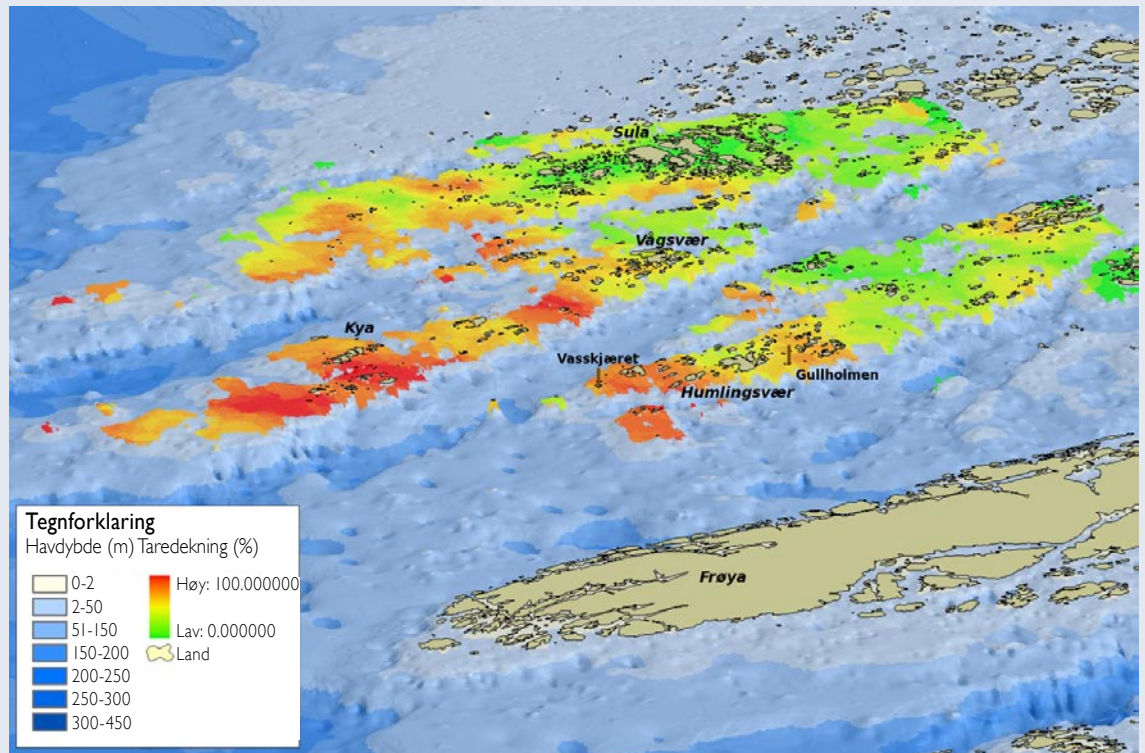 Sula
Vågsvær
Kya
Vasskjæret
Gullholmen
Humlingsvær
Frøya
Tegnforklaring
Havdybde (m) Taredekning (%)
0-2
2-50
51-150
150-200
200-250
250-300
300-450
Høy: 100.000000
Lav: 0.000000
Land